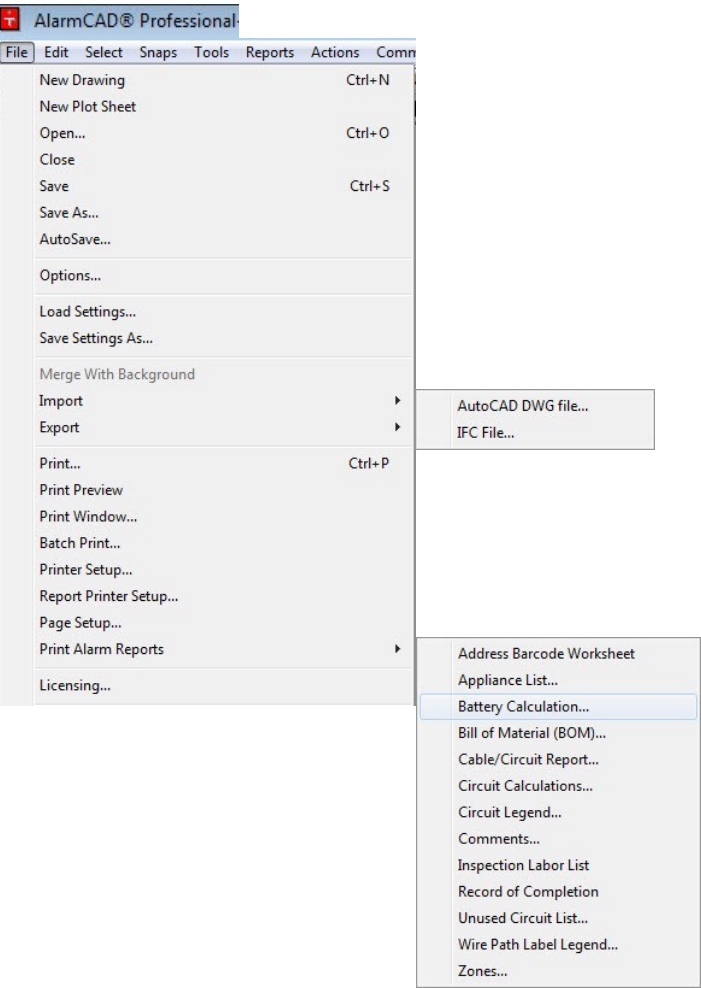 AlarmCAD® Professional-
File Edit Select Snaps Tools Reports Actions Comm
New Drawing Ctrl+N
New Plot Sheet
Open... Ctrl+O
Close
Save Ctrl+S
Save As...
AutoSave...
Options...
Load Settings...
Save Settings As...
Merge With Background
Import
Export
AutoCAD DWG file...
IFC File...
Print... Ctrl+P
Print Preview
Print Window...
Batch Print...
Printer Setup...
Report Printer Setup...
Page Setup...
Print Alarm Reports
Licensing...
Address Barcode Worksheet
Appliance List...
Battery Calculation...
Bill of Material (BOM)...
Cable/Circuit Report...
Circuit Calculations...
Circuit Legend...
Comments...
Inspection Labor List
Record of Completion
Unused Circuit List...
Wire Path Label Legend...
Zones...